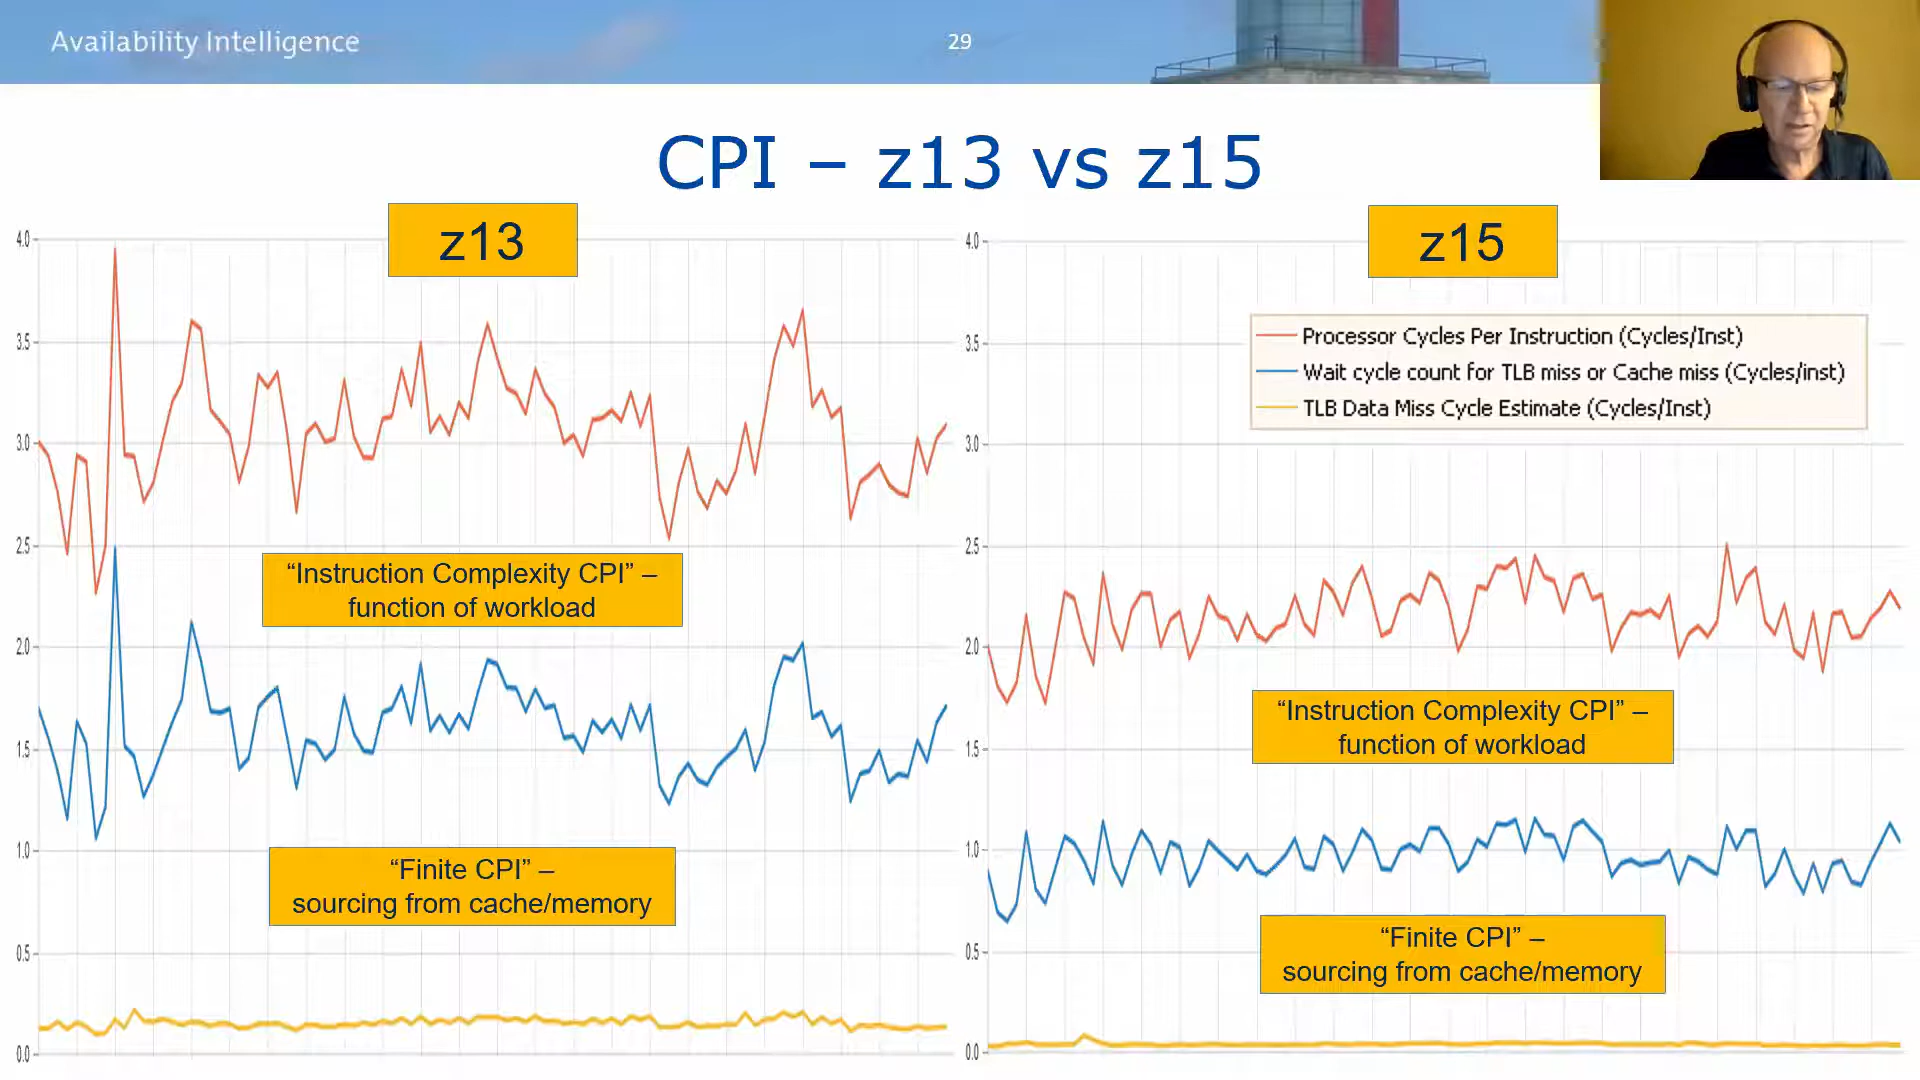 Availability Intelligence
29
CPI – z13 vs z15
z13
4.0
3.5
3.0
2.5
2.0
1.5
1.0
0.5
0.0
“Instruction Complexity CPI” –
function of workload
“Finite CPI” –
sourcing from cache/memory
z15
4.0
3.5
3.0
2.5
2.0
1.5
1.0
0.5
0.0
Processor Cycles Per Instruction (Cycles/Inst)
Wait cycle count for TLB miss or Cache miss (Cycles/inst)
TLB Data Miss Cycle Estimate (Cycles/Inst)
“Instruction Complexity CPI” –
function of workload
“Finite CPI” –
sourcing from cache/memory